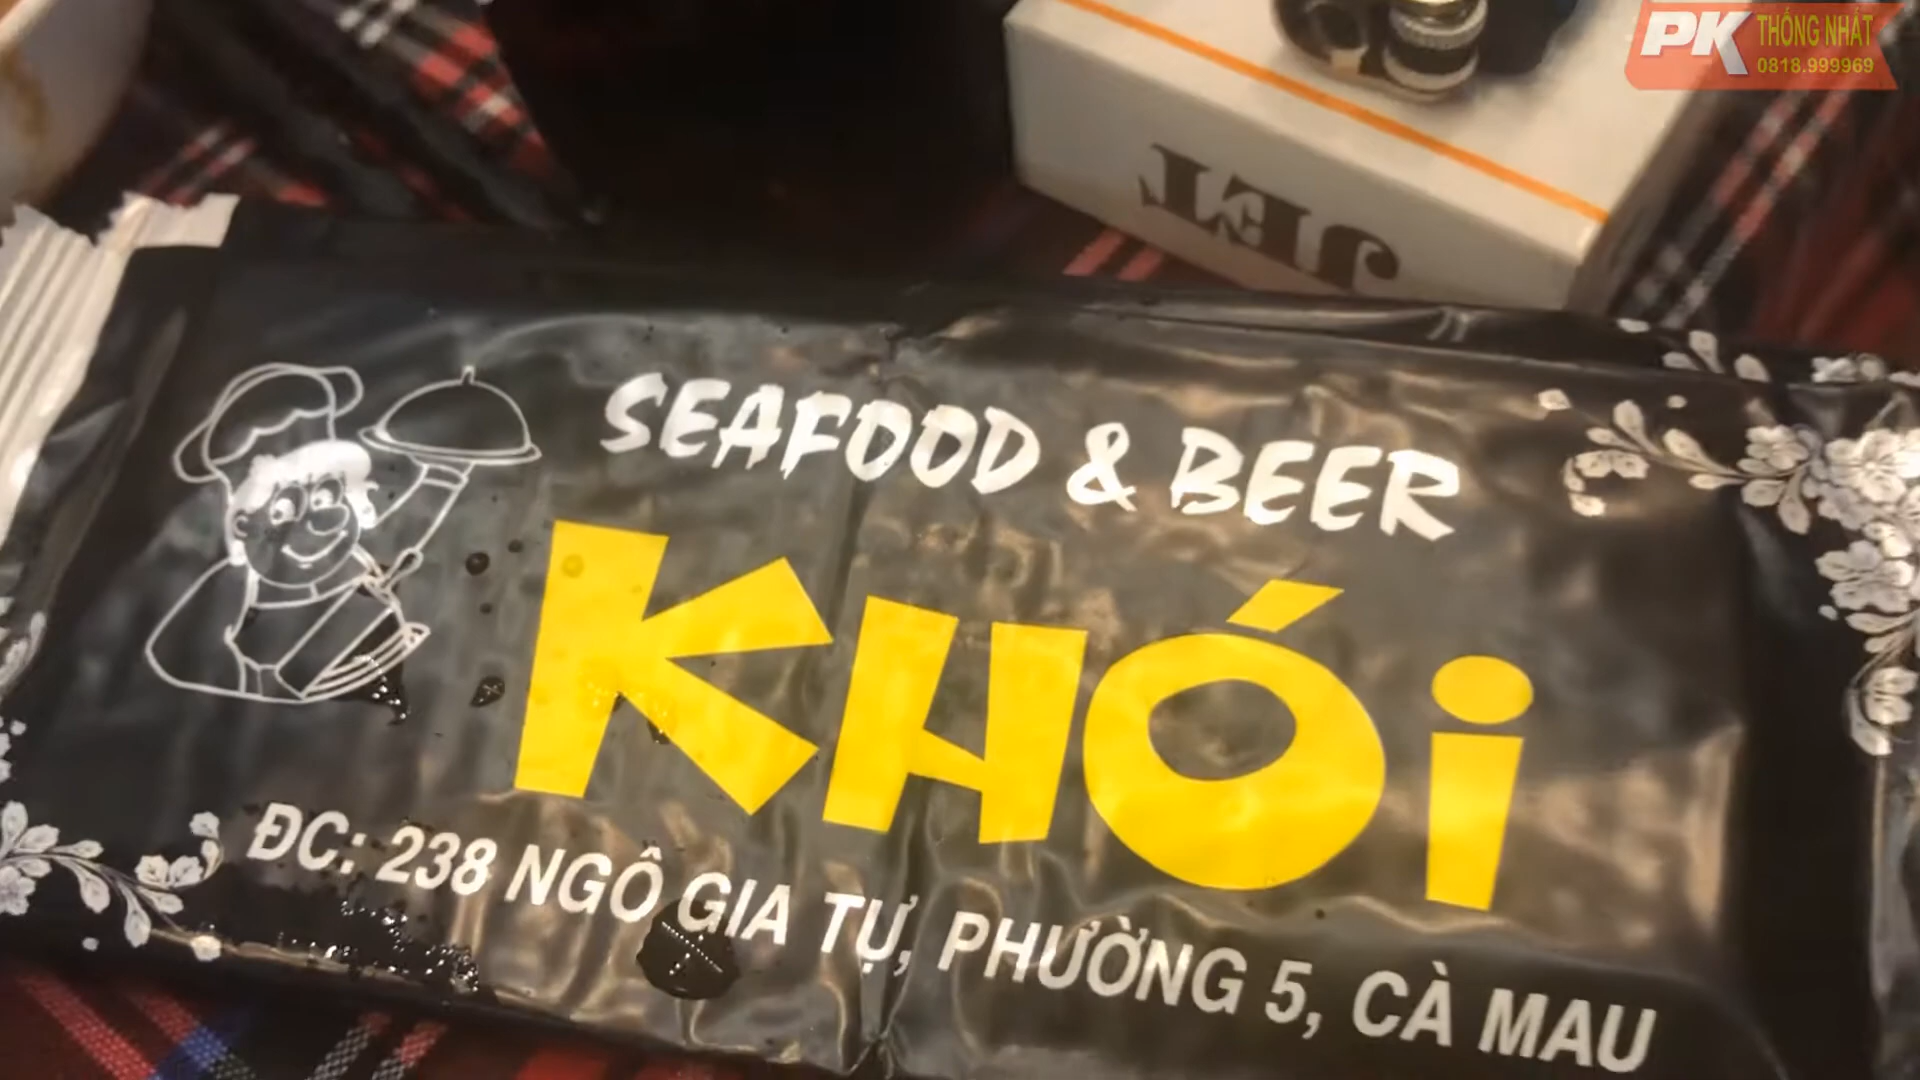 PK THỐNG NHẤT
0818.999969
JET
SEAFOOD & BEER
KHÓi
ĐC: 238 NGÔ GIA TỰ, PHƯỜNG 5, CÀ MAU